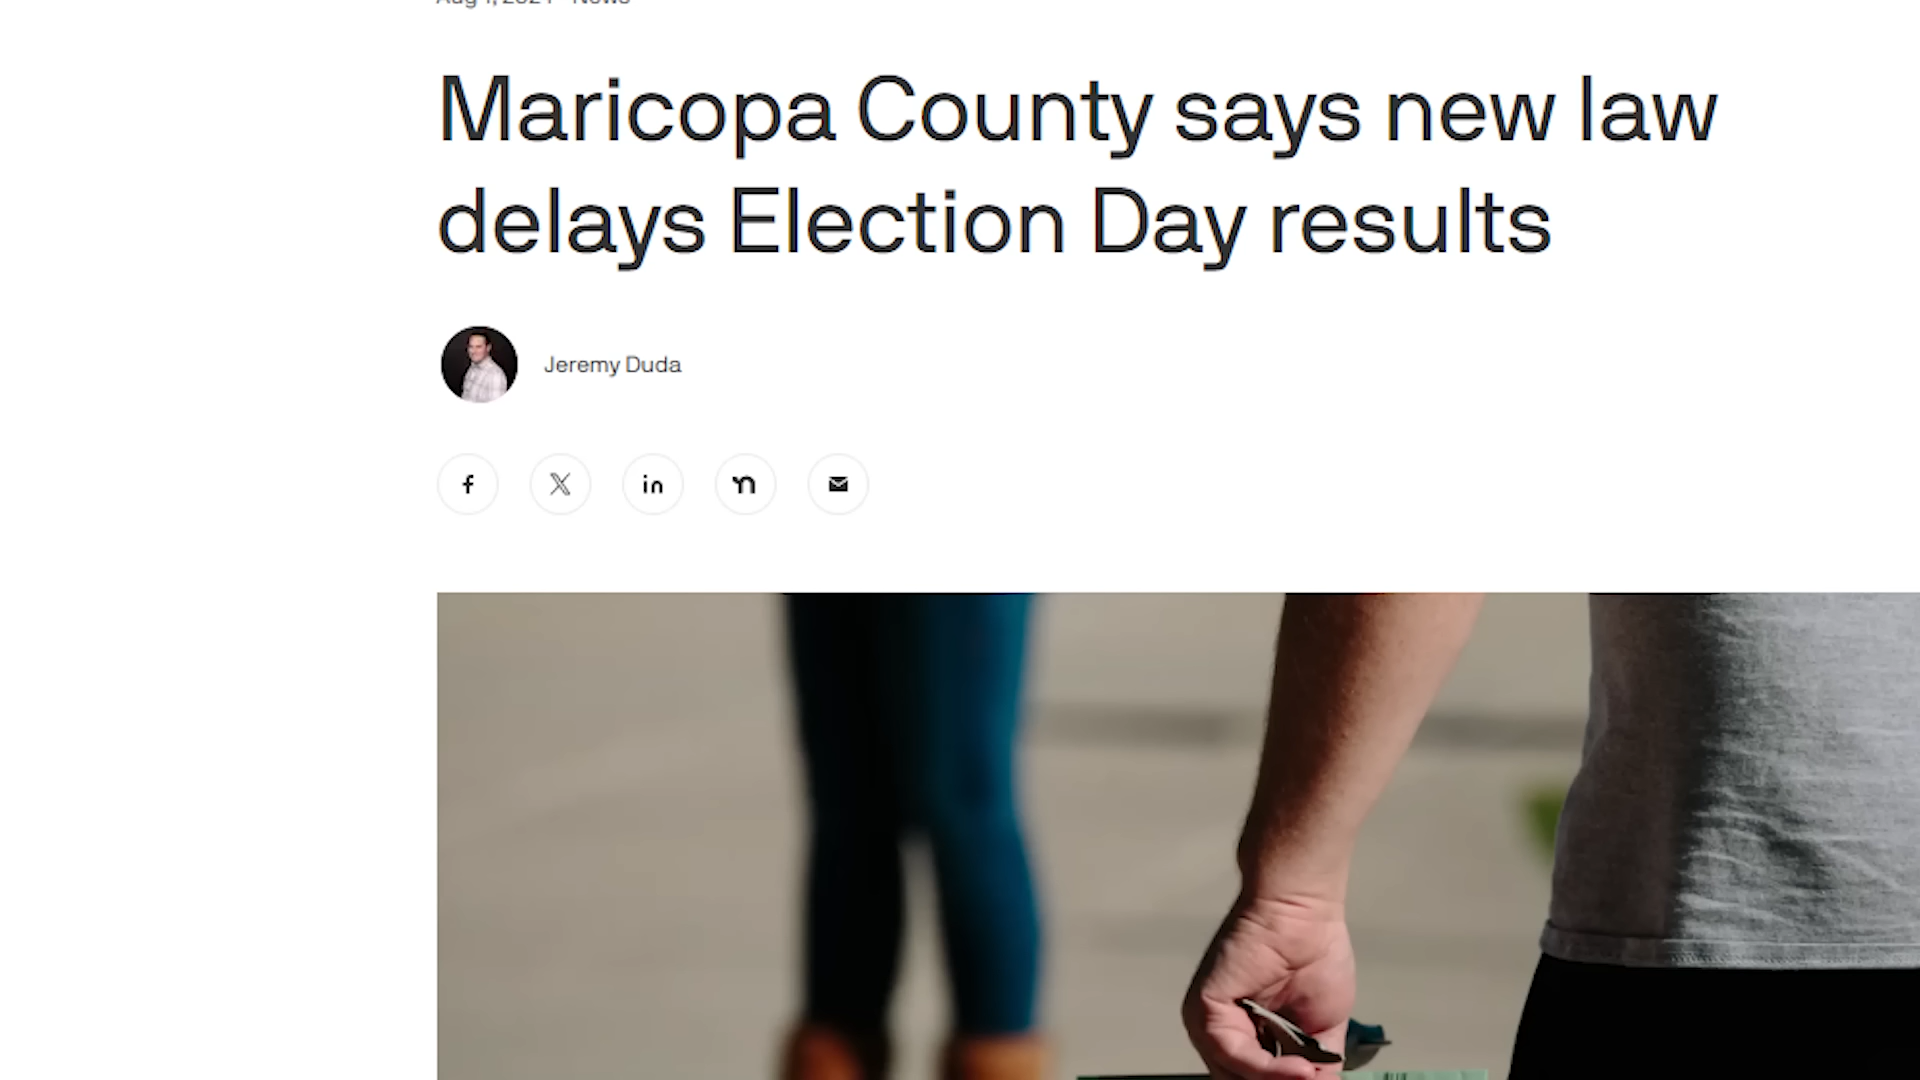 Maricopa County says new law
delays Election Day results
Jeremy Duda